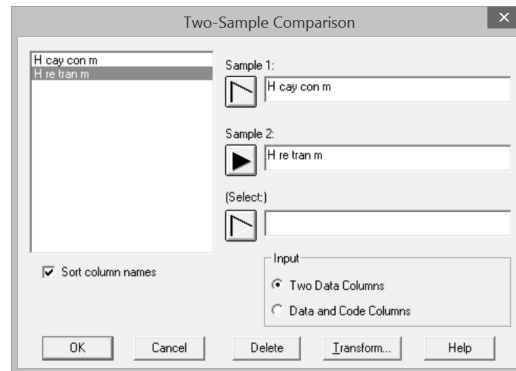 Two-Sample Comparison
H cay con m
H re tran m
Sample 1:
H cay con m
Sample 2:
H re tran m
(Select:)
Sort column names
Input
Two Data Columns
Data and Code Columns
OK
Cancel
Delete
Transform...
Help